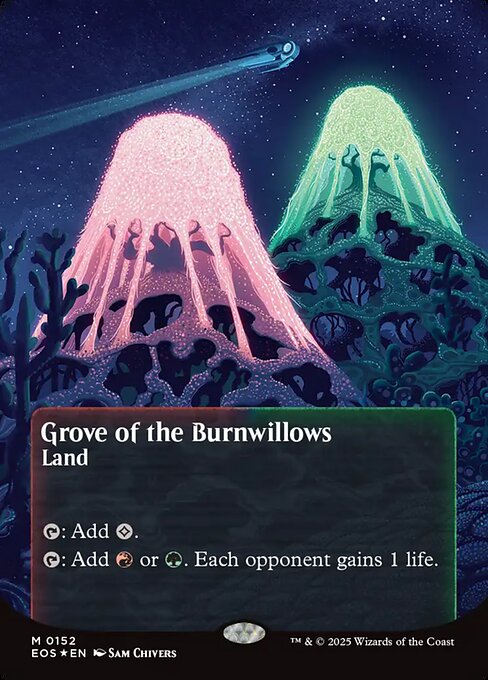 Grove of the Burnwillows
Land
: Add .
: Add or . Each opponent gains 1 life.
M 0152
™ & © 2025 Wizards of the Coast
EOS★EN Sam Chivers